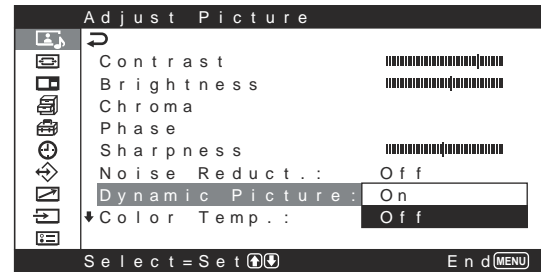 Adjust Picture
Contrast
Brightness
Chroma
Phase
Sharpness
Noise Reduct.: Off
Dynamic Picture: On
Color Temp.: Off
Select=Set End MENU